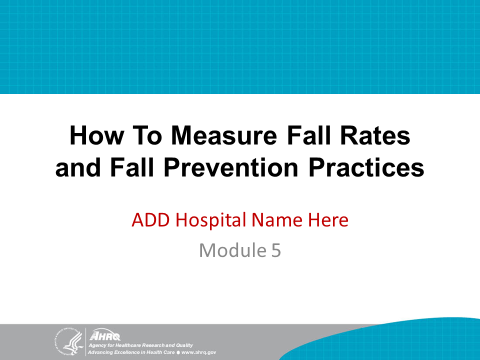 How To Measure Fall Rates
and Fall Prevention Practices
ADD Hospital Name Here
Module 5
AHRQ
Agency for Healthcare Research and Quality
Advancing Excellence in Health Care ■ www.ahrq.gov